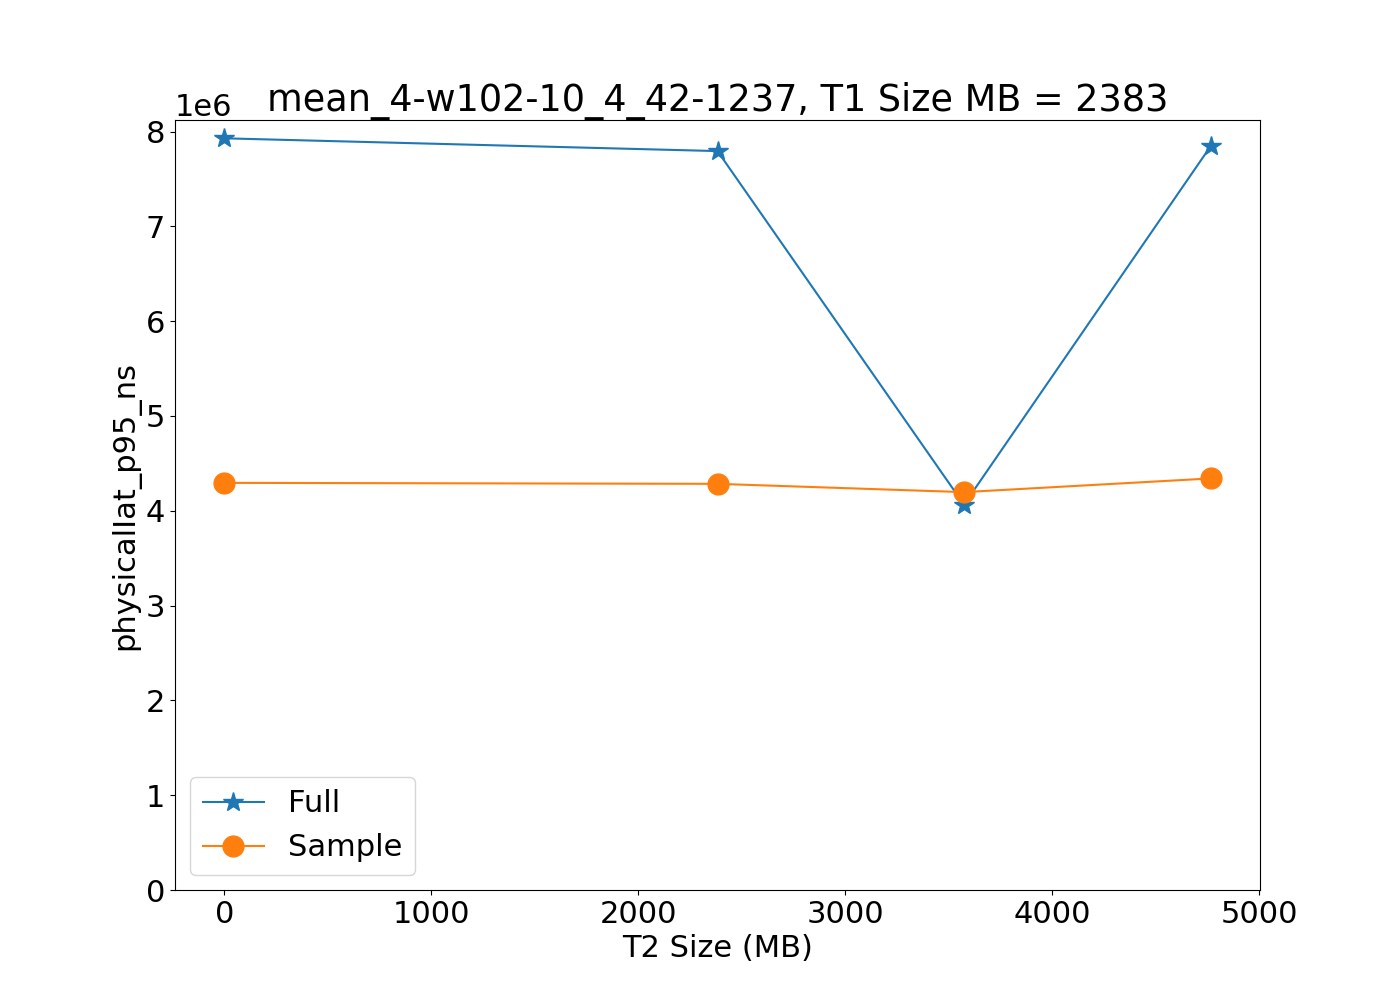 1e6
mean_4-w102-10_4_42-1237, T1 Size MB = 2383
8
7
6
5
4
3
2
1
0
physicallat_p95_ns
Full
Sample
0 1000 2000 3000 4000 5000
T2 Size (MB)